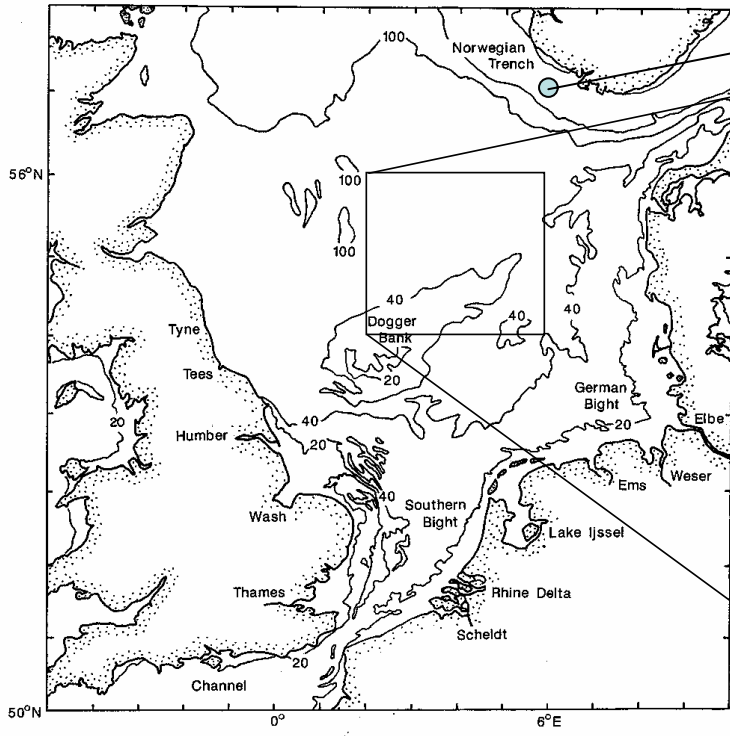 100
Norwegian
Trench
56°N
100
100
40
40
40
Dogger
Bank
Tyne
20
Tees
German
Bight
20
40
20
Elbe
Humber
20
40
Southern
Bight
Ems
Weser
Wash
Lake Ijssel
Thames
Rhine Delta
Scheldt
20
Channel
50°N
0°
6°E